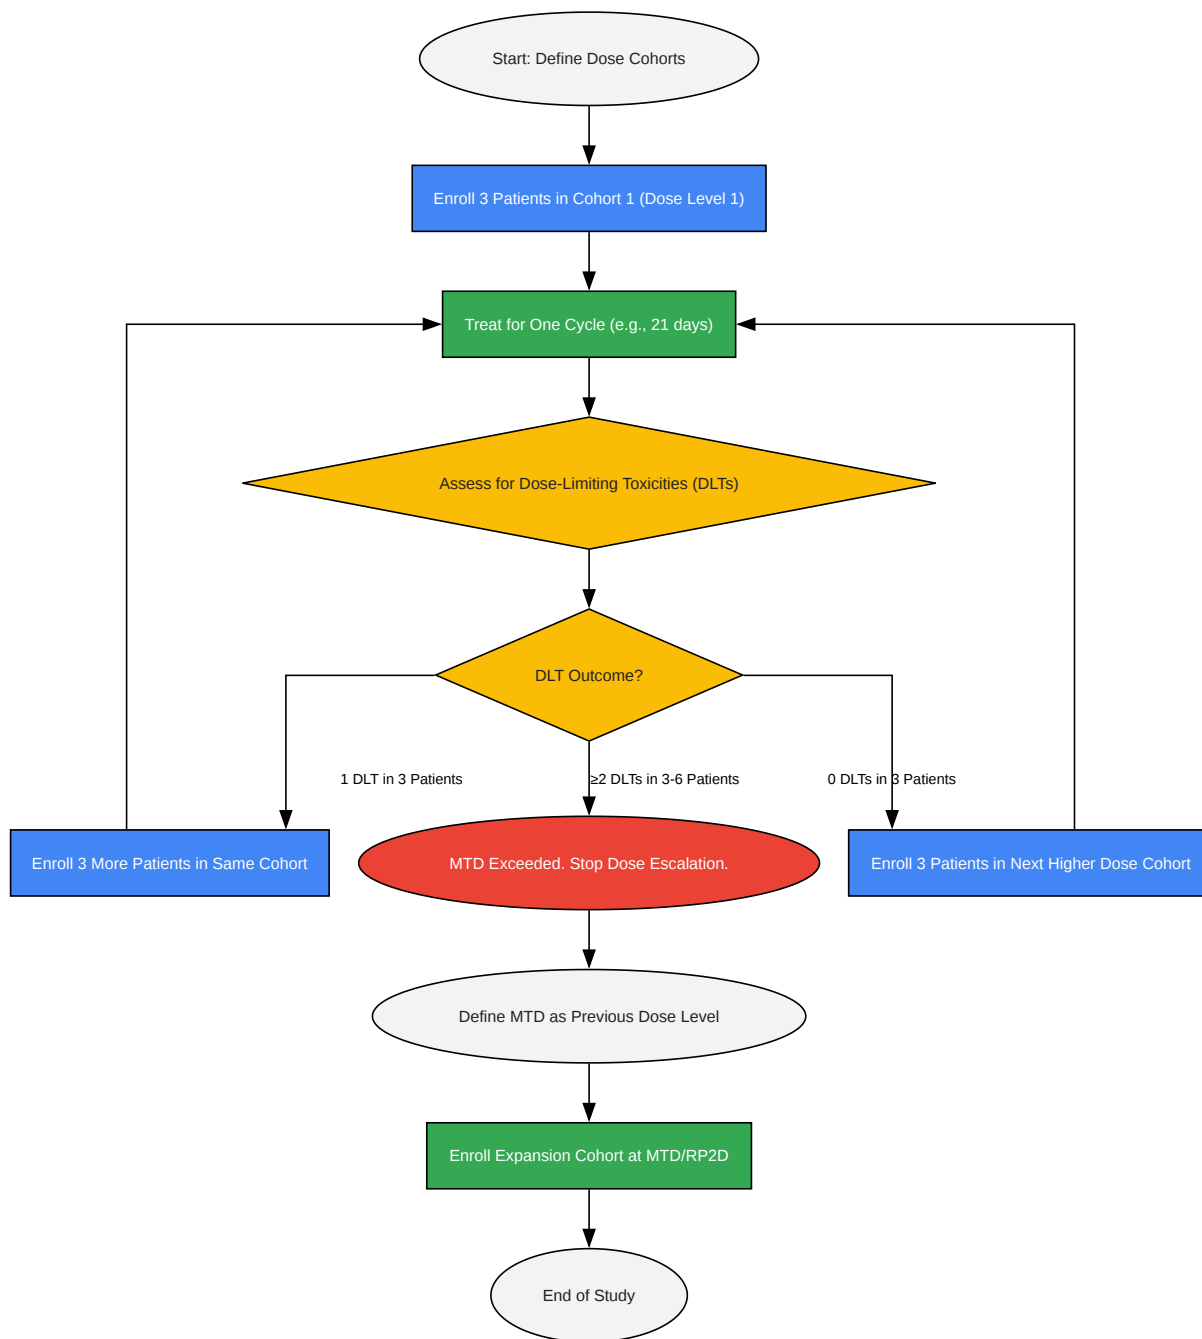 Start: Define Dose Cohorts
Enroll 3 Patients in Cohort 1 (Dose Level 1)
Treat for One Cycle (e.g., 21 days)
Assess for Dose-Limiting Toxicities (DLTs)
DLT Outcome?
1 DLT in 3 Patients
≥2 DLTs in 3-6 Patients
0 DLTs in 3 Patients
Enroll 3 More Patients in Same Cohort
MTD Exceeded. Stop Dose Escalation.
Enroll 3 Patients in Next Higher Dose Cohort
Define MTD as Previous Dose Level
Enroll Expansion Cohort at MTD/RP2D
End of Study